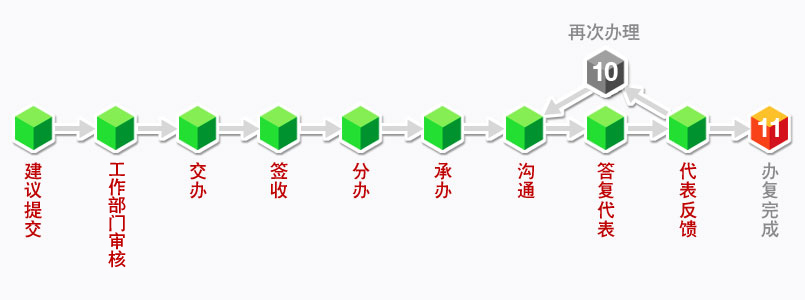 再次办理
10
11
建议提交
工作部门审核
交办
签收
分办
承办
沟通
答复代表
代表反馈
办复完成